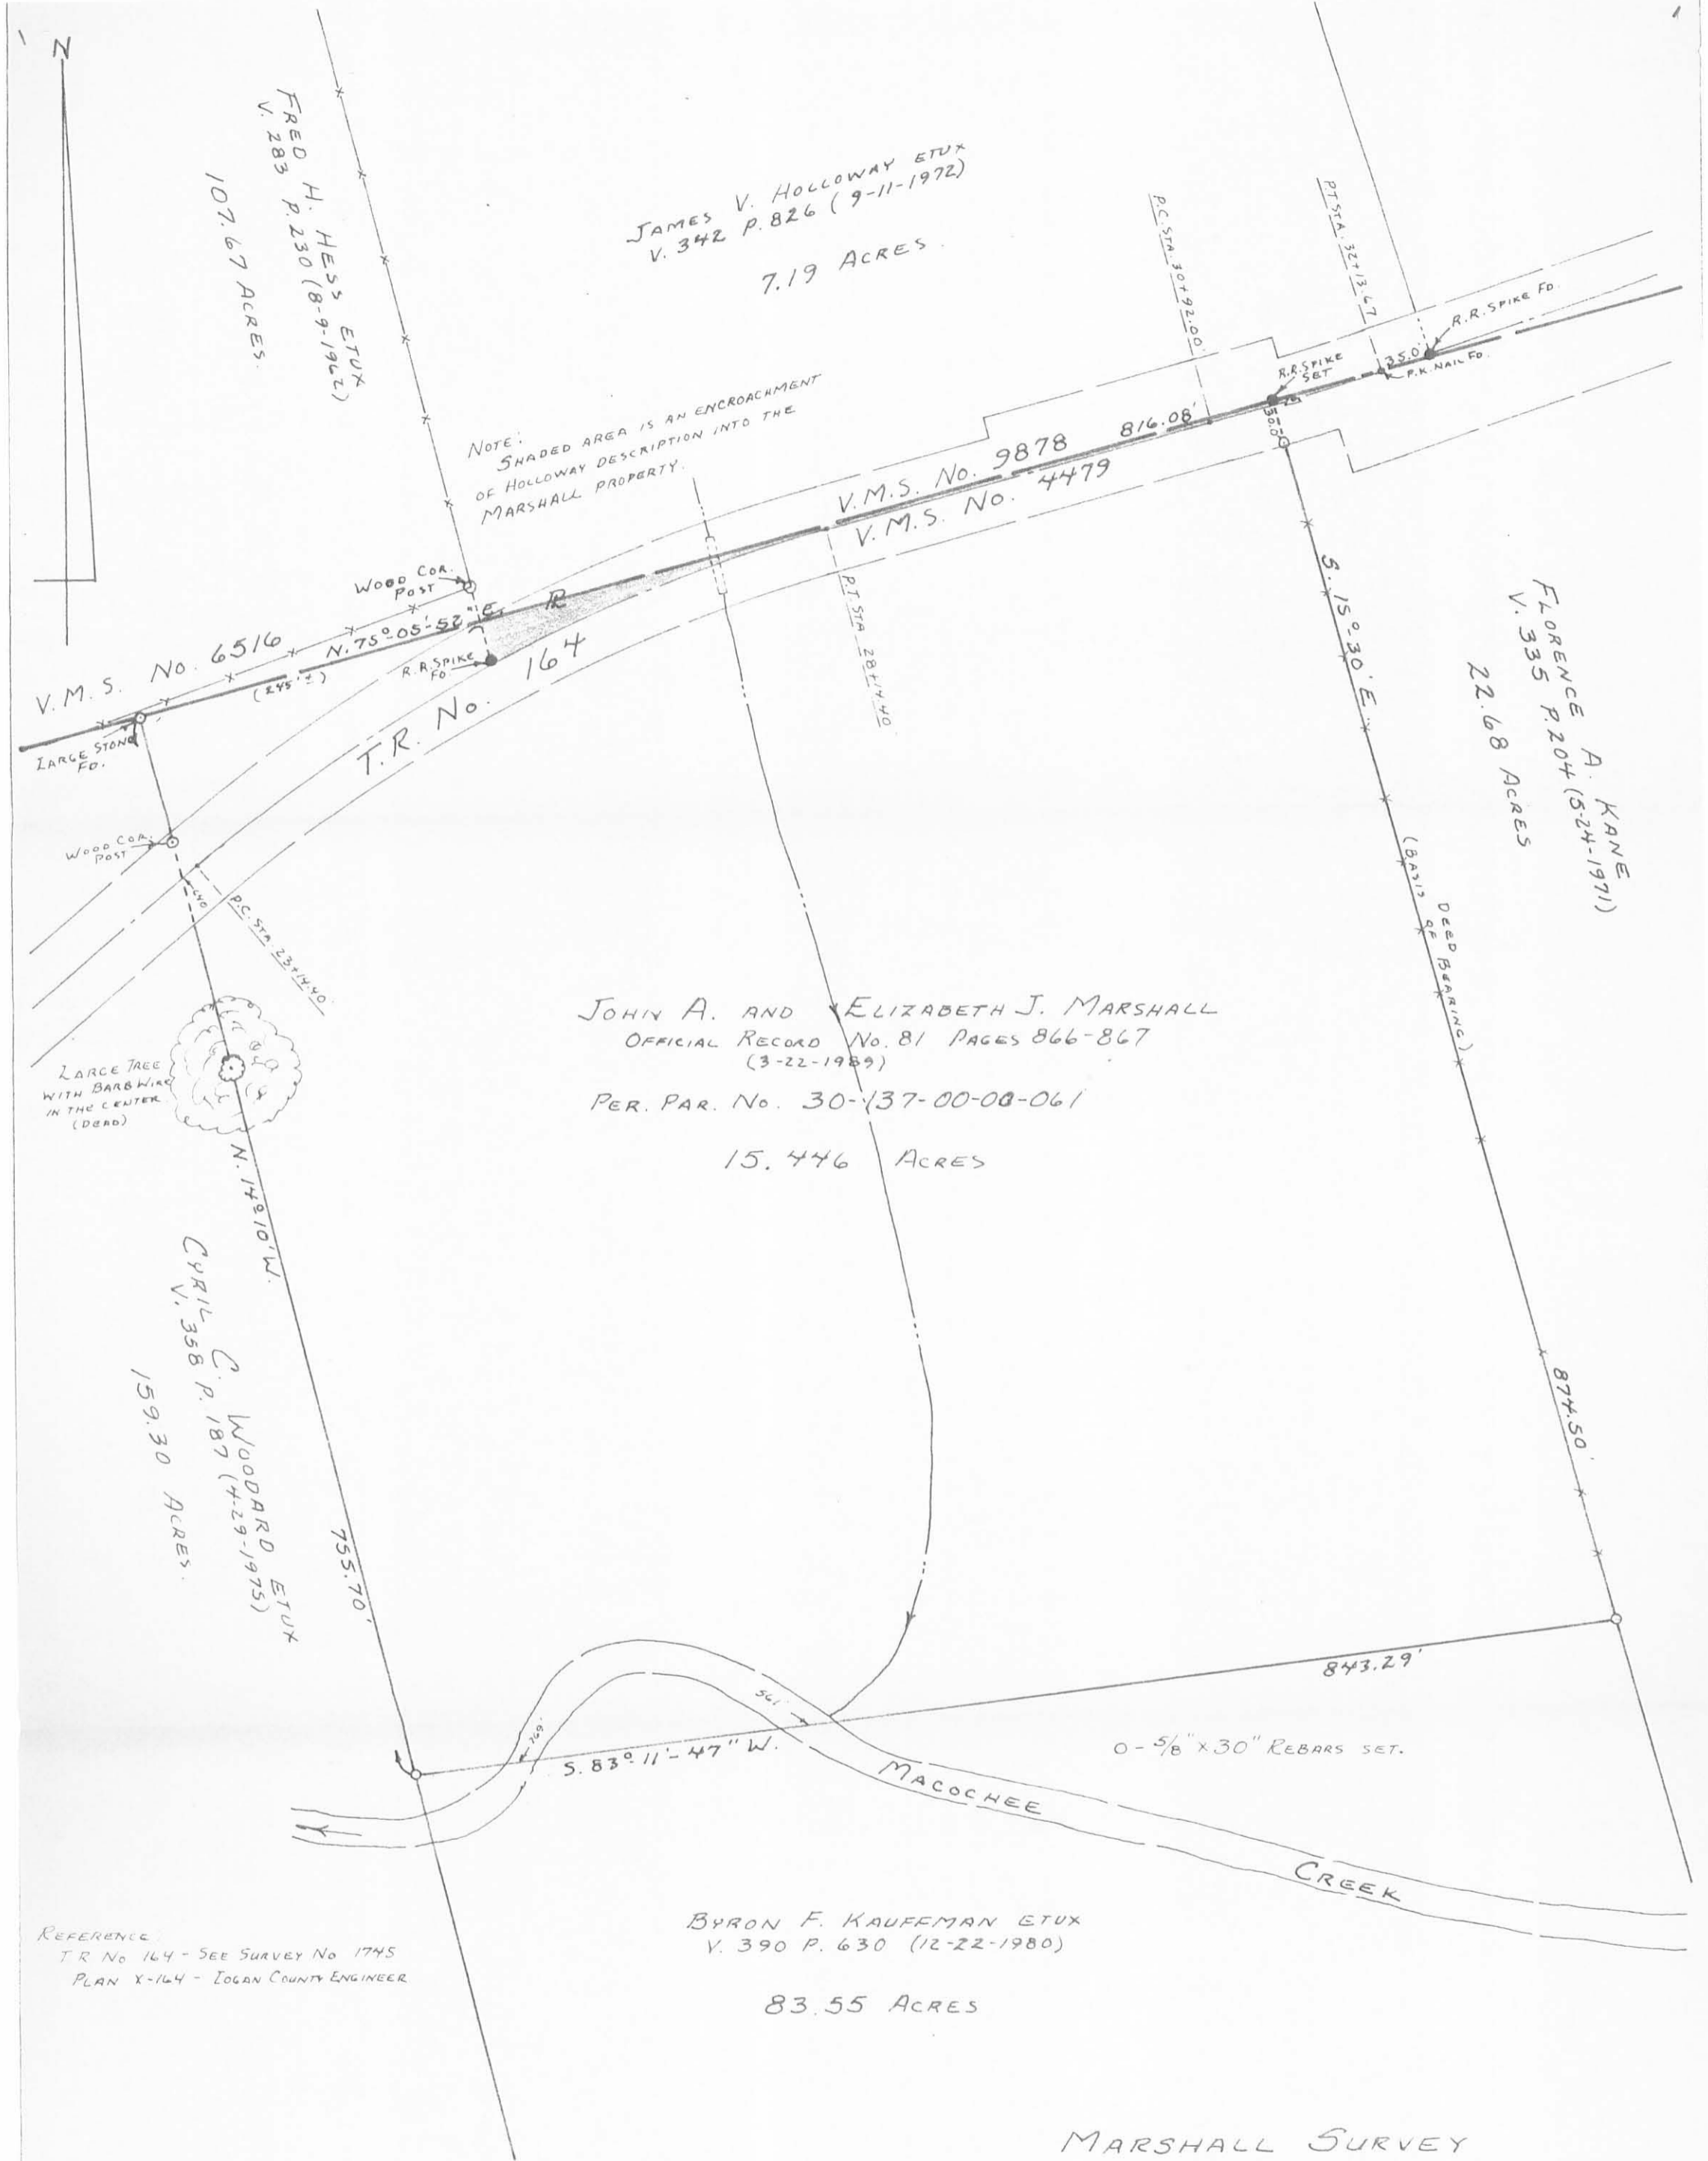 N
FRED H. HESS ETUX
V. 283 P. 230 (8-9-1962)
107.67 ACRES.
JAMES V. HOLLOWAY ETUX
V. 342 P. 826 (9-11-1972)
7.19 ACRES.
P.C. STA. 30+92.00
P.T. STA. 32+13.67
R.R. SPIKE FD.
R.R. SPIKE
SET
35.0'
P.K. NAIL FD.
30.0'
NOTE:
SHADED AREA IS AN ENCROACHMENT
OF HOLLOWAY DESCRIPTION INTO THE
MARSHALL PROPERTY.
V.M.S. No. 9878
816.08'
V.M.S. No. 4479
WOOD COR.
POST
V.M.S. No. 6516
N. 75°-05'-52" E.
(245'±)
R.R. SPIKE
FD.
T.R. No. 164
P.T. STA. 28+14.40
LARGE STONE
FD.
WOOD COR.
POST
P.C. STA. 23+14.40
S. 15°-30' E.
(BASIS OF
DEED BEARING)
874.50'
FLORENCE A. KANE
V. 335 P. 204 (5-24-1971)
22.68 ACRES
LARGE TREE
WITH BARB WIRE
IN THE CENTER
(DEAD)
JOHN A. AND ELIZABETH J. MARSHALL
OFFICIAL RECORD No. 81 PAGES 866-867
(3-22-1989)
PER. PAR. No. 30-137-00-00-061
15.446 ACRES
N. 14°10' W.
755.70'
CYRIL C. WOODARD ETUX
V. 358 P. 187 (4-29-1975)
159.30 ACRES.
561'
843.29'
S. 83°-11'-47" W.
O - 5/8" x 30" REBARS SET.
MACOCHEE
CREEK
REFERENCE
T R No 164 - SEE SURVEY No 1745
PLAN X-164 - LOGAN COUNTY ENGINEER
BYRON F. KAUFFMAN ETUX
V. 390 P. 630 (12-22-1980)
83.55 ACRES
MARSHALL SURVEY